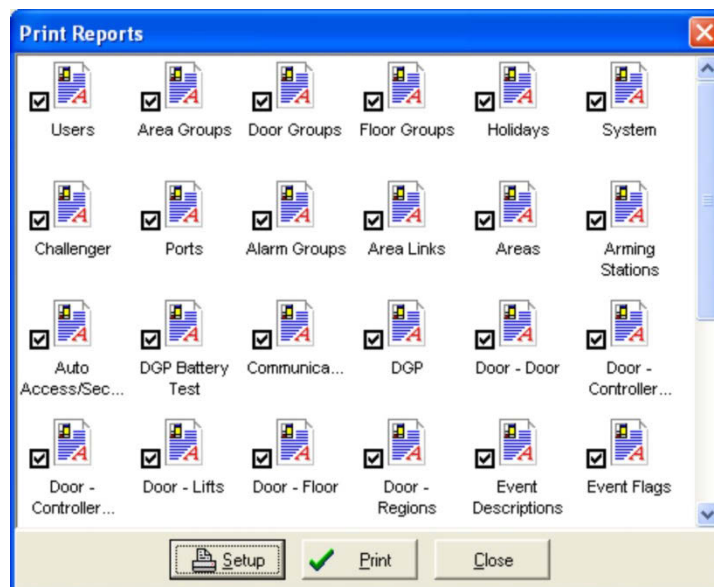 Print Reports
Users Area Groups Door Groups Floor Groups Holidays System
Challenger Ports Alarm Groups Area Links Areas Arming
Stations
Auto DGP Battery Communica... DGP Door - Door Door -
Access/Sec... Test Controller...
Door - Door - Lifts Door - Floor Door - Event Event Flags
Controller... Regions Descriptions
Setup Print Close